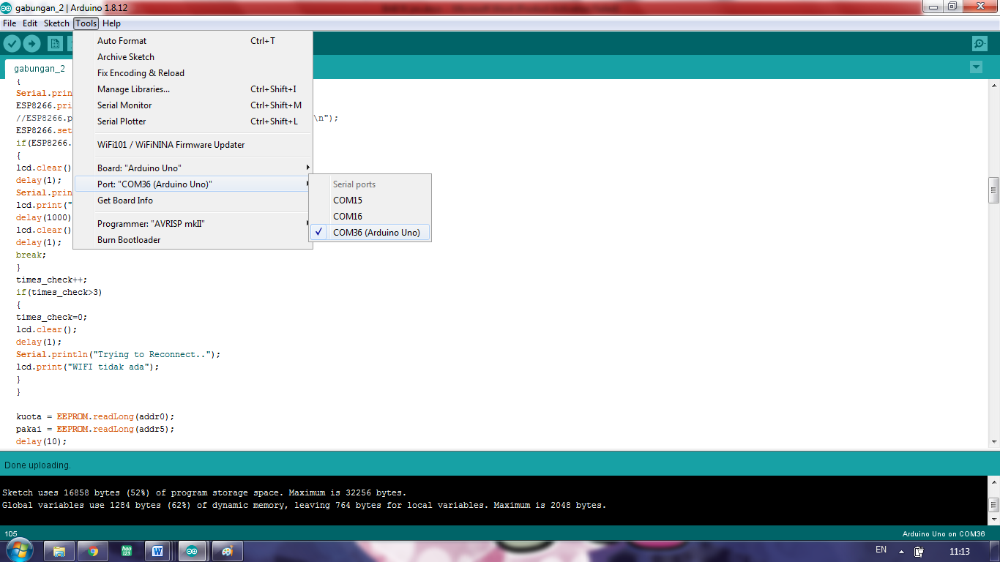 gabungan_2 | Arduino 1.8.12
File Edit Sketch Tools Help
Auto Format Ctrl+T
Archive Sketch
Fix Encoding & Reload
Manage Libraries... Ctrl+Shift+I
Serial Monitor Ctrl+Shift+M
Serial Plotter Ctrl+Shift+L
WiFi101 / WiFiNINA Firmware Updater
Board: "Arduino Uno"
Port: "COM36 (Arduino Uno)"
Get Board Info
Programmer: "AVRISP mkII"
Burn Bootloader
Serial ports
COM15
COM16
COM36 (Arduino Uno)
gabungan_2
{
Serial.prin
ESP8266.pri
//ESP8266.p \n");
ESP8266.set
if(ESP8266.
{
lcd.clear()
delay(1);
Serial.prin
lcd.print("
delay(1000)
lcd.clear()
delay(1);
break;
}
times_check++;
if(times_check>3)
{
times_check=0;
lcd.clear();
delay(1);
Serial.println("Trying to Reconnect..");
lcd.print("WIFI tidak ada");
}
}
kuota = EEPROM.readLong(addr0);
pakai = EEPROM.readLong(addr5);
delay(10);
Done uploading.
Sketch uses 16858 bytes (52%) of program storage space. Maximum is 32256 bytes.
Global variables use 1284 bytes (62%) of dynamic memory, leaving 764 bytes for local variables. Maximum is 2048 bytes.
105 Arduino Uno on COM36
hao
123
W
EN 11:13